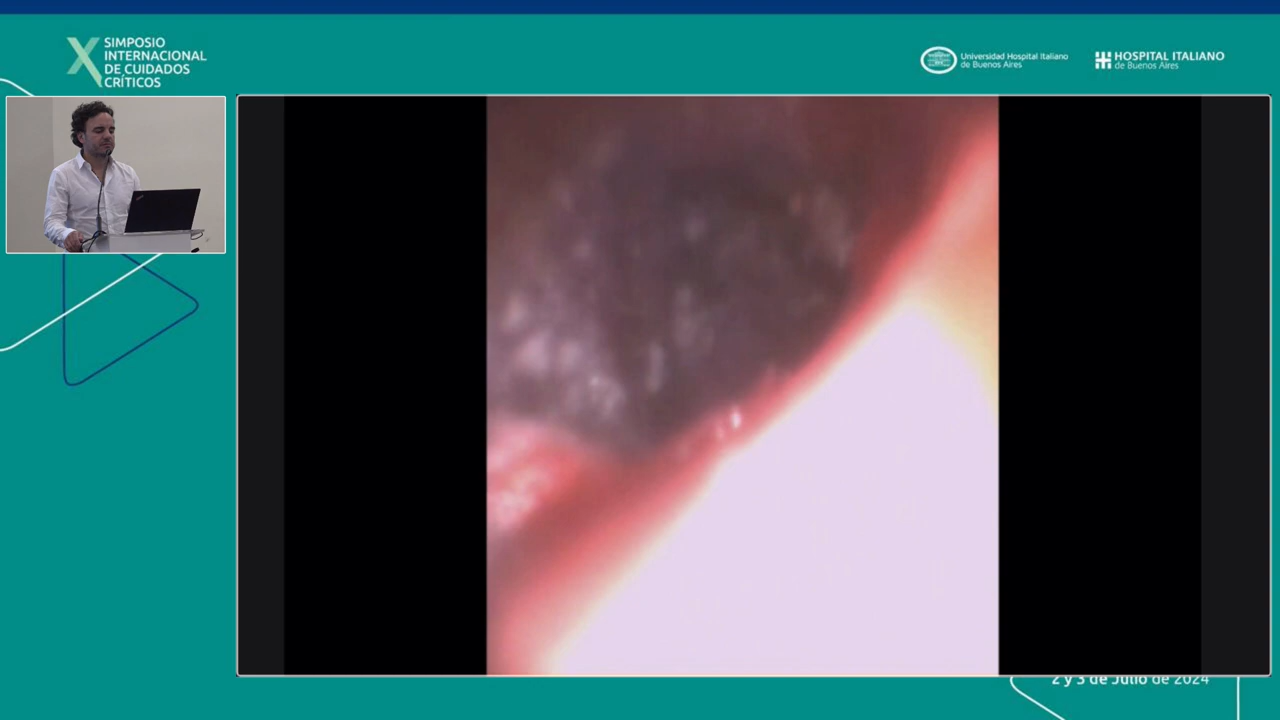 SIMPOSIO
INTERNACIONAL
DE CUIDADOS
CRÍTICOS
Universidad Hospital Italiano
de Buenos Aires
HOSPITAL ITALIANO
de Buenos Aires
2 y 3 de Julio de 2024